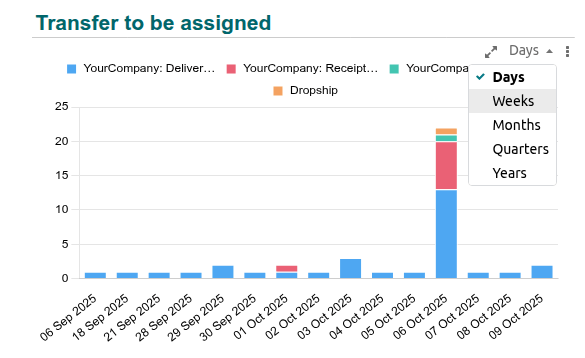 Transfer to be assigned
Days
YourCompany: Deliver…
YourCompany: Receipt…
YourCompa
Dropship
Days
Weeks
Months
Quarters
Years
25
20
15
10
5
0
06 Sep 2025
18 Sep 2025
21 Sep 2025
28 Sep 2025
29 Sep 2025
30 Sep 2025
01 Oct 2025
02 Oct 2025
03 Oct 2025
04 Oct 2025
05 Oct 2025
06 Oct 2025
07 Oct 2025
08 Oct 2025
09 Oct 2025